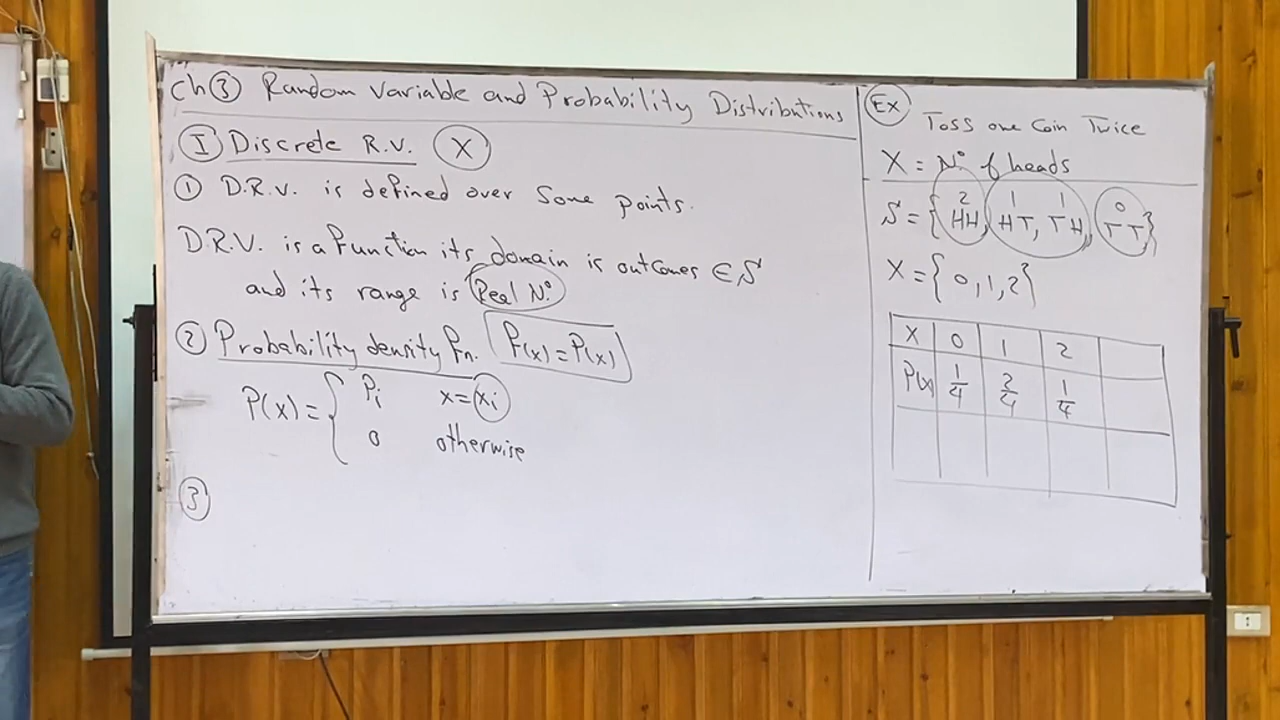 Ch ③ Random Variable and Probability Distributions
Ⅰ Discrete R.V. X
① D.R.V. is defined over Some points.
D.R.V. is a function its domain is outcomes ∈ S
and its range is Real N°.
② Probability density fn. f(x) = P(x)
P(x) = { Pi x = xi
0 otherwise
③
Ex Toss one Coin Twice
X = N° of heads
2 1 1 0
S = {HH, HT, TH, TT}
X = {0, 1, 2}
X 0 1 2
P(x) 1/4 2/4 1/4